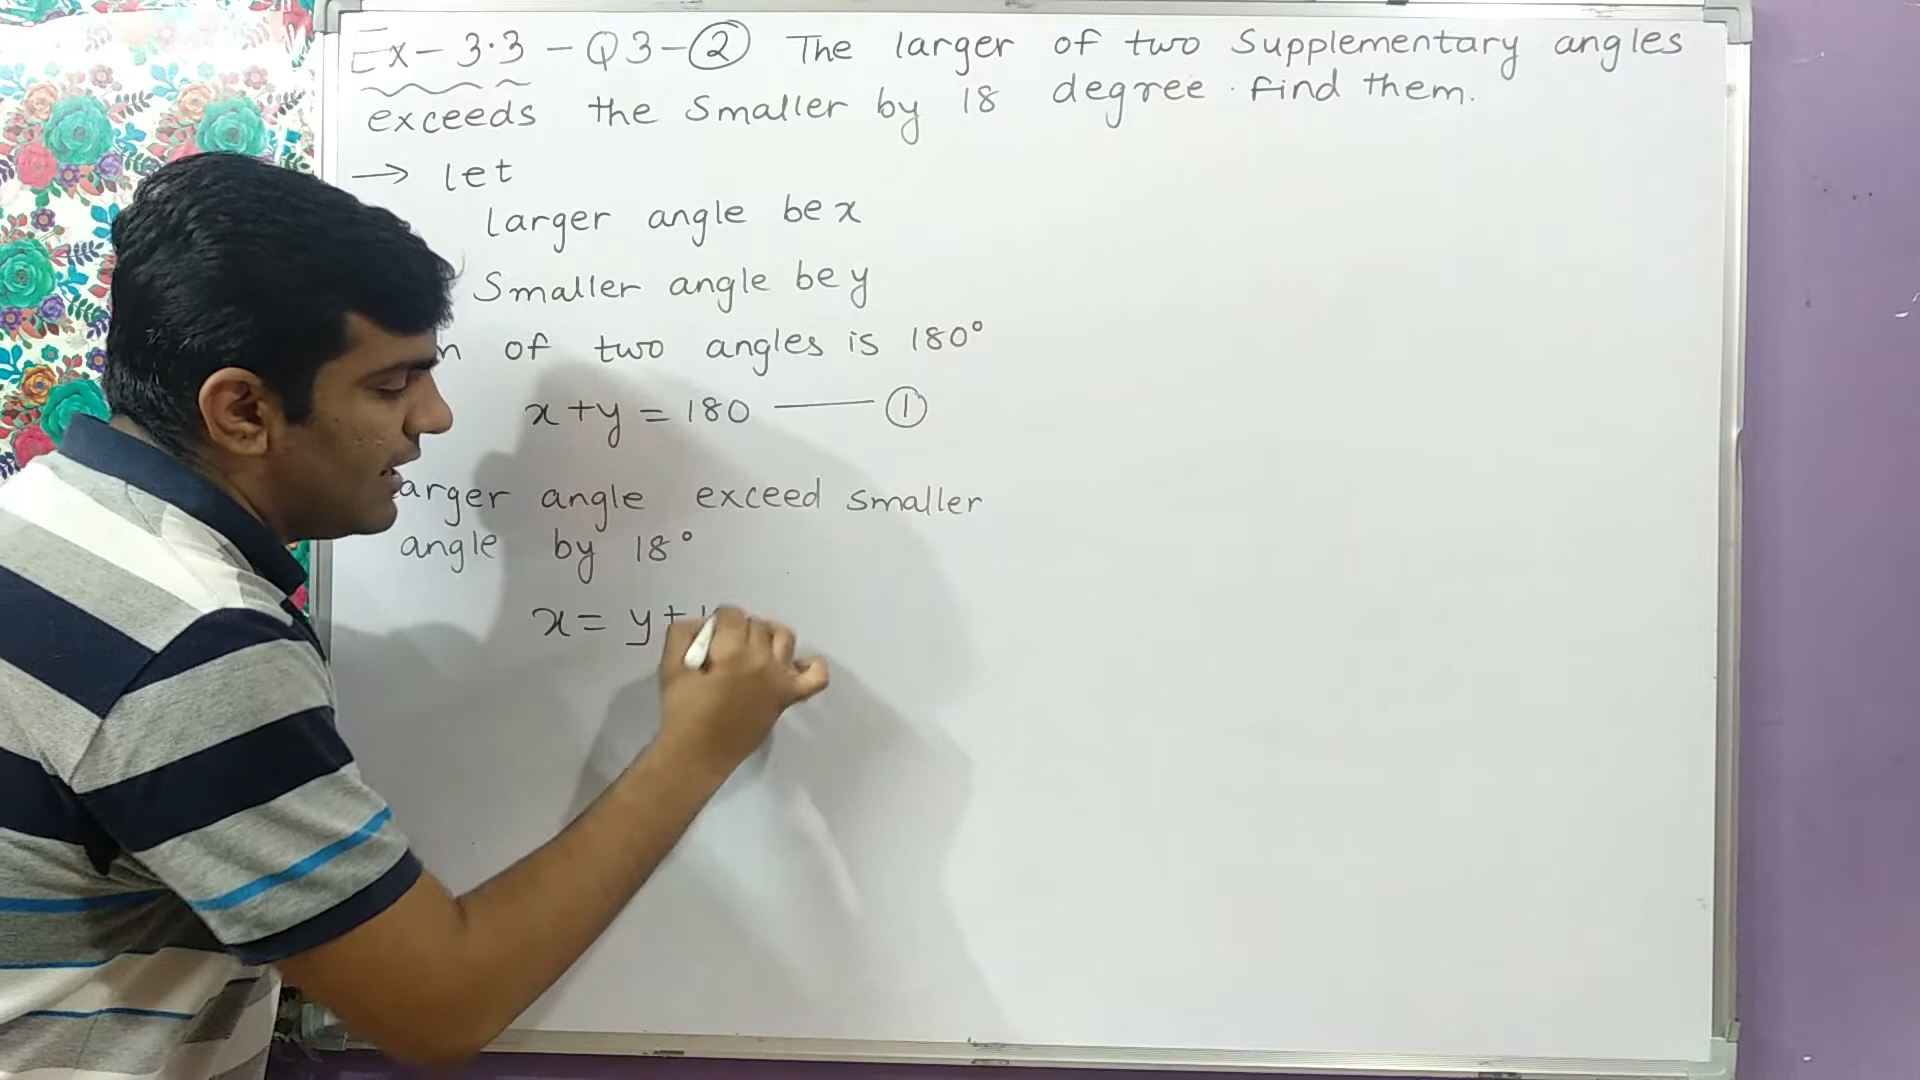 Ex - 3.3 - Q3 - ② The larger of two Supplementary angles
exceeds the Smaller by 18 degree. find them.
→ let
larger angle be x
Smaller angle be y
of two angles is 180°
x + y = 180 —— ①
arger angle exceed smaller
angle by 18°
x = y +